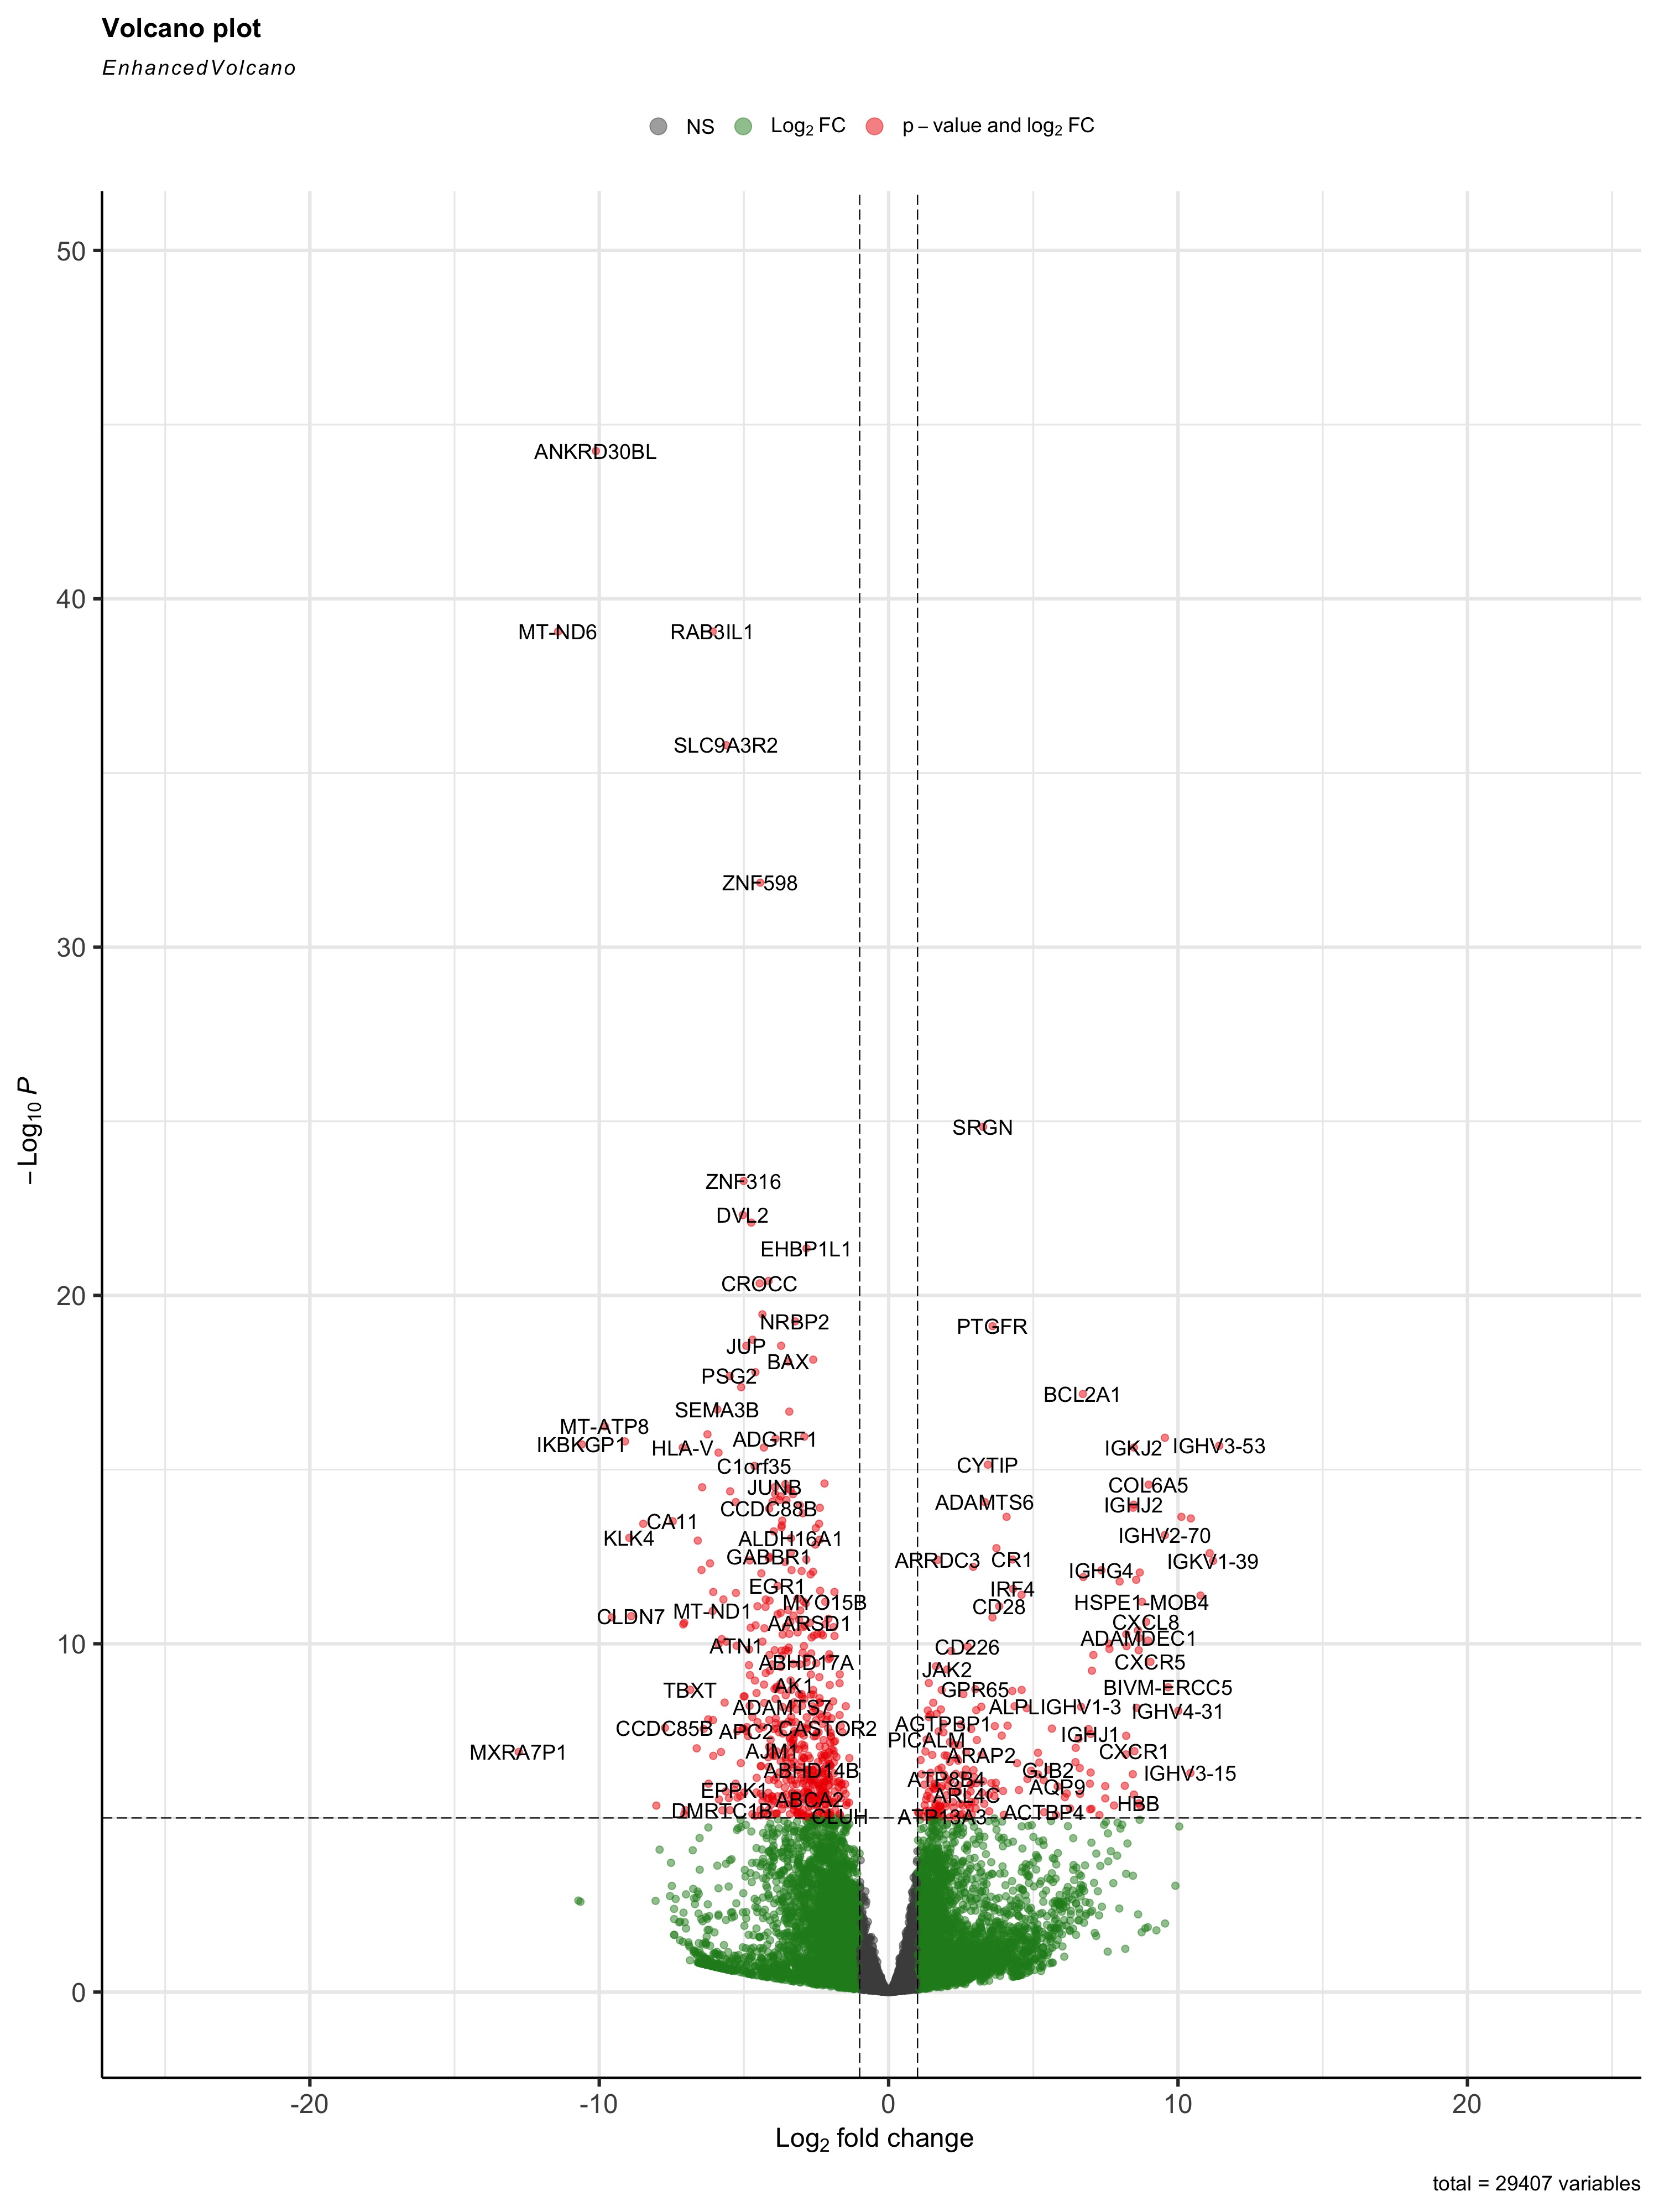 Volcano plot
EnhancedVolcano
NS Log2 FC p – value and log2 FC
50
ANKRD30BL
40
MT-ND6 RAB3IL1
SLC9A3R2
ZNF598
30
– Log10 P
SRGN
ZNF316
DVL2
EHBP1L1
CROCC
20
NRBP2
PTGFR
JUP
BAX
PSG2
BCL2A1
SEMA3B
MT-ATP8
IKBKGP1 HLA-V ADGRF1 IGKJ2 IGHV3-53
C1orf35 CYTIP
JUNB COL6A5
CCDC88B ADAMTS6 IGHJ2
CA11
KLK4 ALDH16A1 IGHV2-70
GABBR1 ARRDC3 CR1 IGKV1-39
IGHG4
EGR1 IRF4
MT-ND1 MYO15B CD28 HSPE1-MOB4
CLDN7 AARSD1 CXCL8
10
ATN1 CD226 ADAMDEC1
ABHD17A JAK2 CXCR5
TBXT AK1 GPR65 BIVM-ERCC5
ADAMTS7 ALPL IGHV1-3 IGHV4-31
CCDC85B APC2 CASTOR2 AGTPBP1 IGHJ1
PICALM
MXRA7P1 AJM1 ARAP2 CXCR1
ABHD14B ATP8B4 GJB2 IGHV3-15
EPPK1 ABCA2 ARL4C AQP9 HBB
DMRTC1B CLUH ATP13A3 ACTBP4
0
-20 -10 0 10 20
Log2 fold change
total = 29407 variables